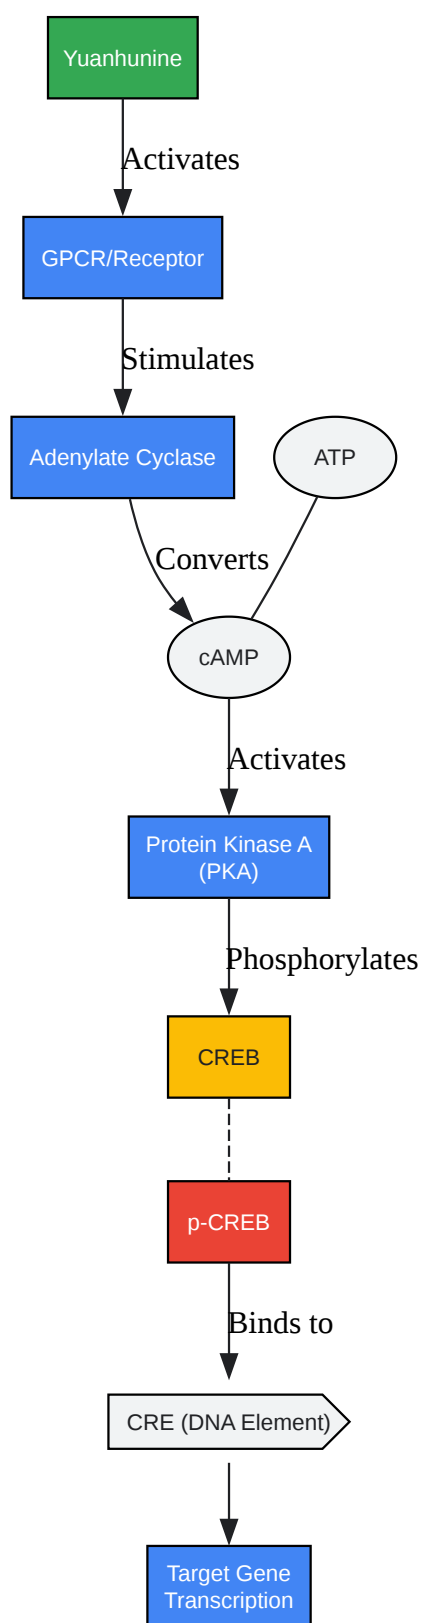 Yuanhunine
Activates
GPCR/Receptor
Stimulates
Adenylate Cyclase
ATP
Converts
cAMP
Activates
Protein Kinase A
(PKA)
Phosphorylates
CREB
p-CREB
Binds to
CRE (DNA Element)
Target Gene
Transcription